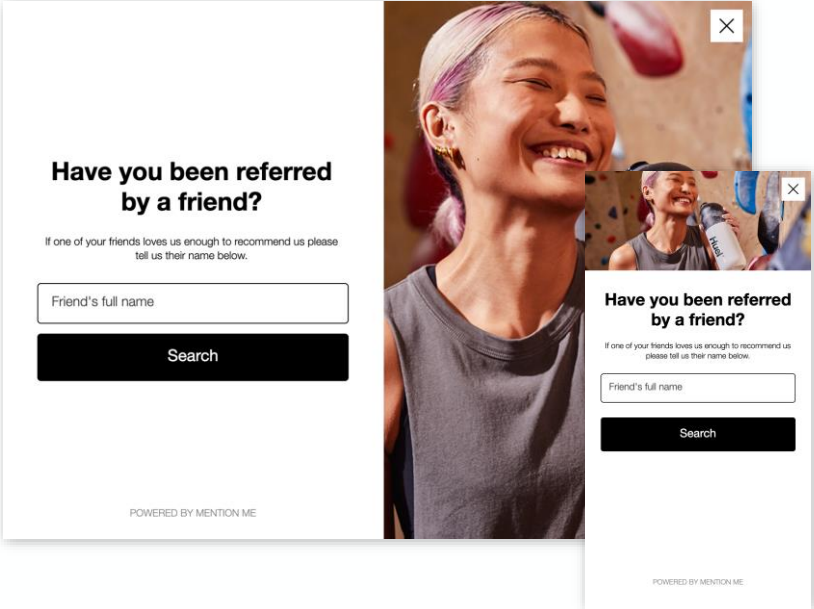 Have you been referred
by a friend?
If one of your friends loves us enough to recommend us please
tell us their name below.
Friend's full name
Search
POWERED BY MENTION ME
Huel
Have you been referred
by a friend?
If one of your friends loves us enough to recommend us
please tell us their name below.
Friend's full name
Search
POWERED BY MENTION ME